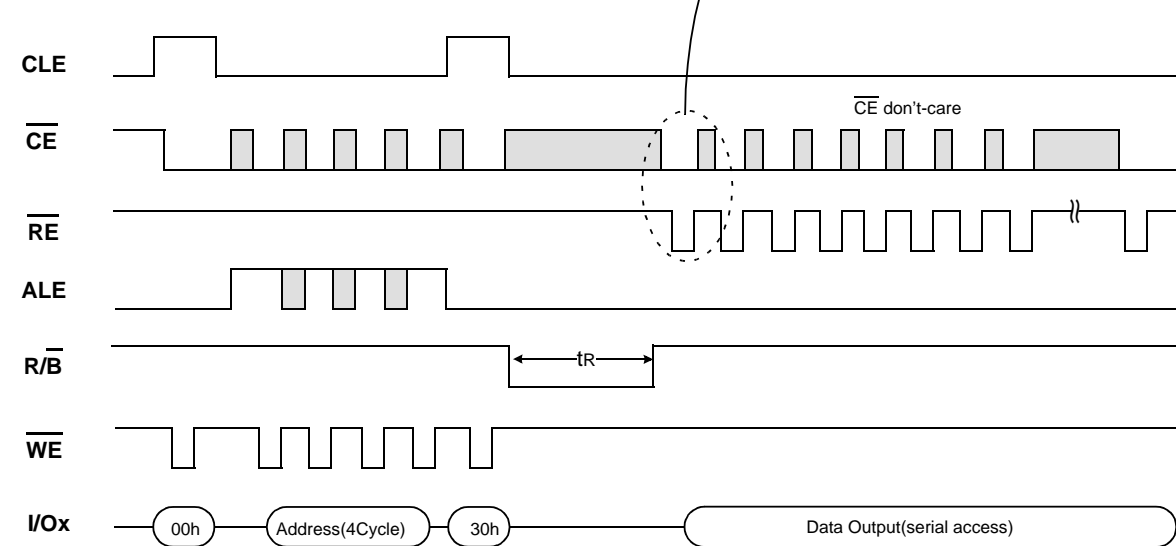 CLE
CE
CE don't-care
RE
ALE
R/B
tR
WE
I/Ox
00h
Address(4Cycle)
30h
Data Output(serial access)